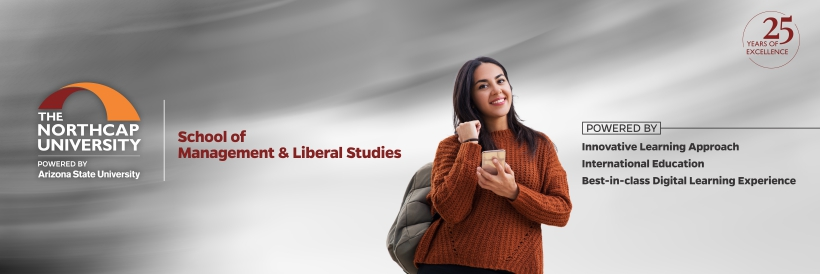 THE
NORTHCAP
UNIVERSITY
POWERED BY
Arizona State University
School of
Management & Liberal Studies
25
YEARS OF
EXCELLENCE
POWERED BY
Innovative Learning Approach
International Education
Best-in-class Digital Learning Experience